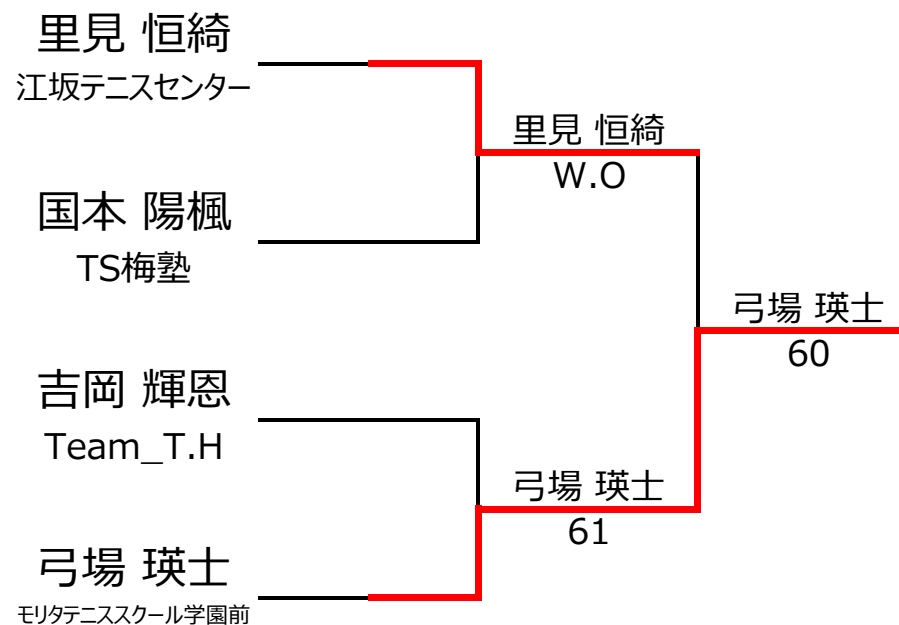 里見 恒綺
江坂テニスセンター
国本 陽楓
TS梅塾
吉岡 輝恩
Team_T.H
弓場 瑛士
モリタテニススクール学園前
里見 恒綺
W.O
弓場 瑛士
61
弓場 瑛士
60